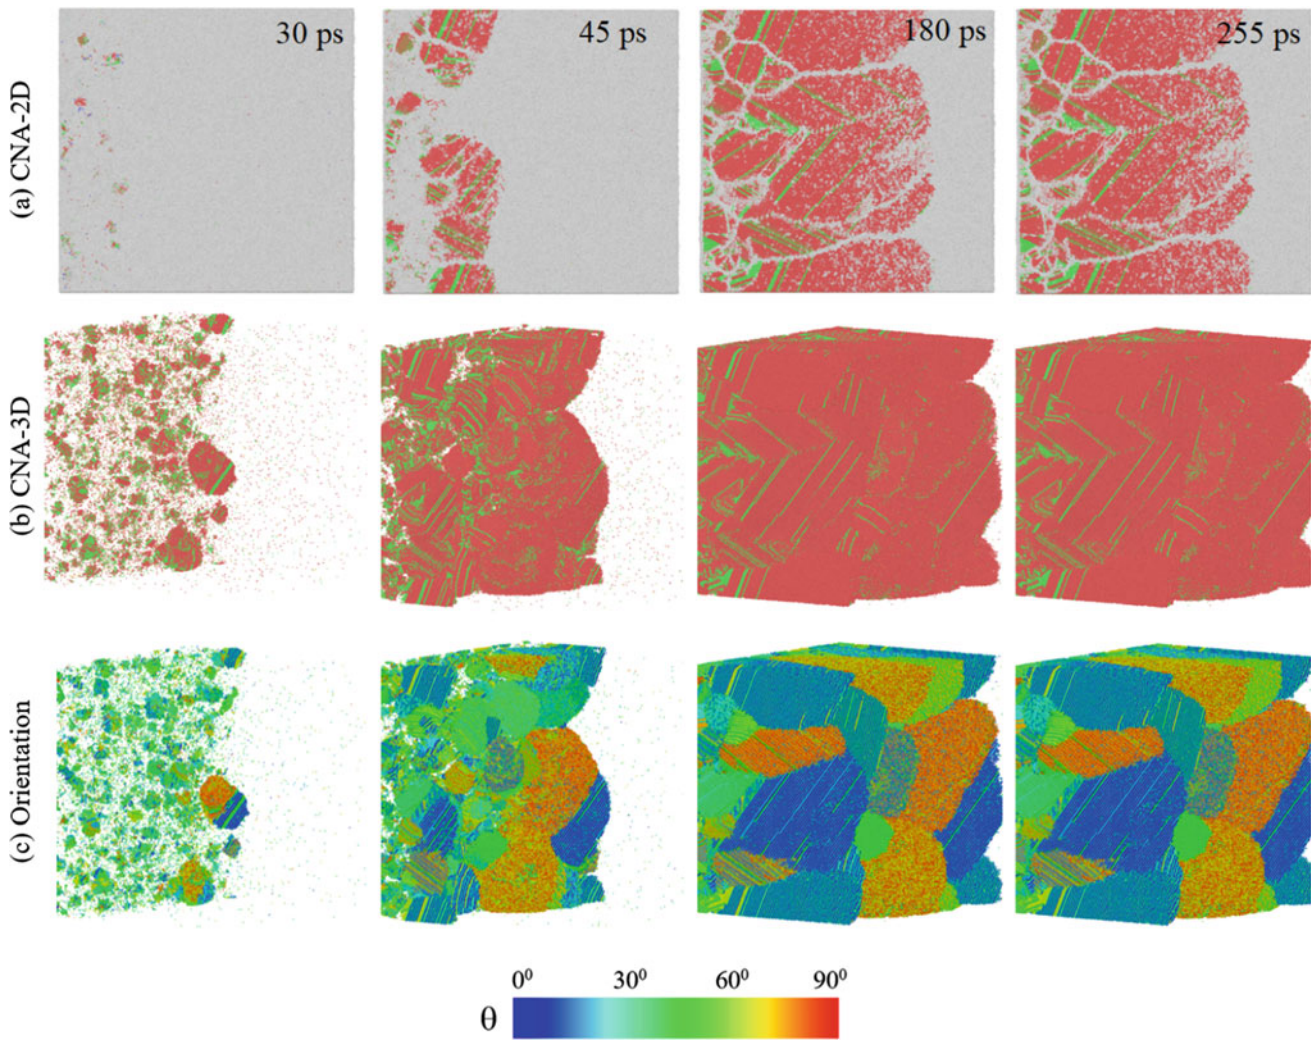 30 ps
45 ps
180 ps
255 ps
(a) CNA-2D
(b) CNA-3D
(c) Orientation
0⁰ 30⁰ 60⁰ 90⁰
θ